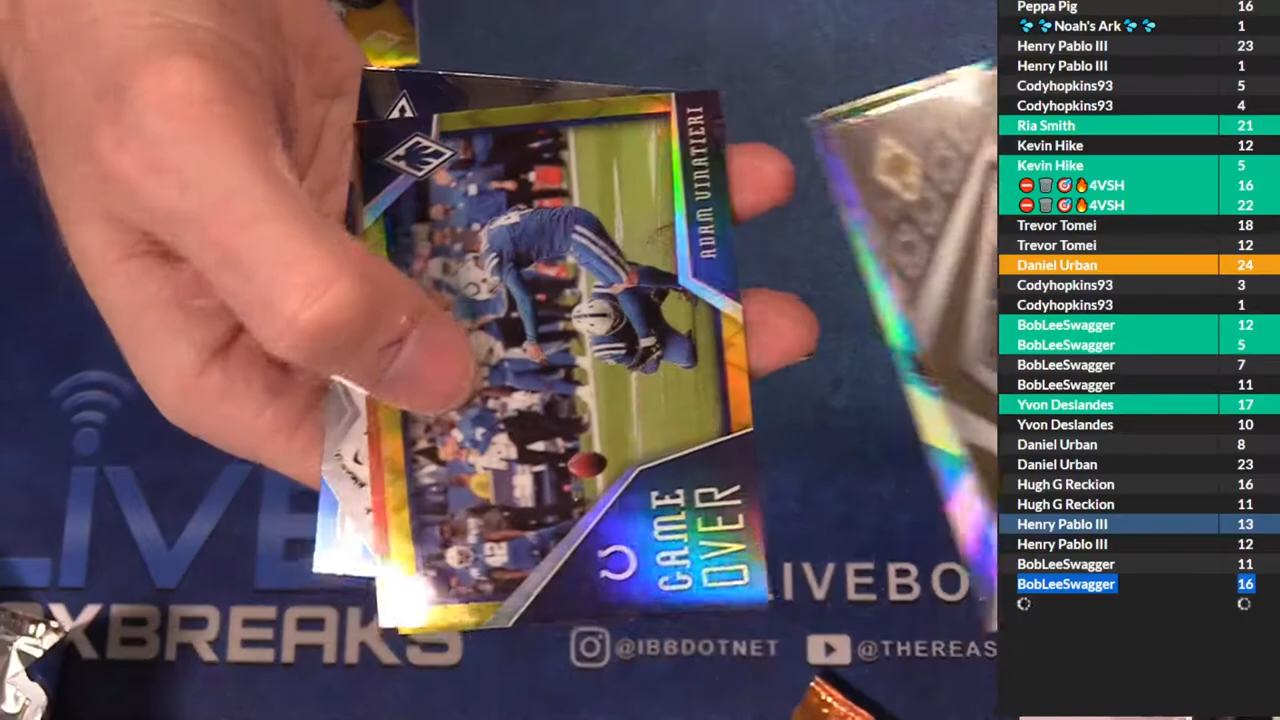 ADAM VINATIERI
GAME
OVER
LIVE
XBREAKS
LIVEBO
@IBBDOTNET
@THEREAS
Peppa Pig 16
💦 💦 Noah's Ark 💦 💦 1
Henry Pablo III 23
Henry Pablo III 1
Codyhopkins93 5
Codyhopkins93 4
Ria Smith 21
Kevin Hike 12
Kevin Hike 5
⛔ 🗑️ 🎯 🔥4VSH 16
⛔ 🗑️ 🎯 🔥4VSH 22
Trevor Tomei 18
Trevor Tomei 12
Daniel Urban 24
Codyhopkins93 3
Codyhopkins93 1
BobLeeSwagger 12
BobLeeSwagger 5
BobLeeSwagger 7
BobLeeSwagger 11
Yvon Deslandes 17
Yvon Deslandes 10
Daniel Urban 8
Daniel Urban 23
Hugh G Reckion 16
Hugh G Reckion 11
Henry Pablo III 13
Henry Pablo III 12
BobLeeSwagger 11
BobLeeSwagger 16